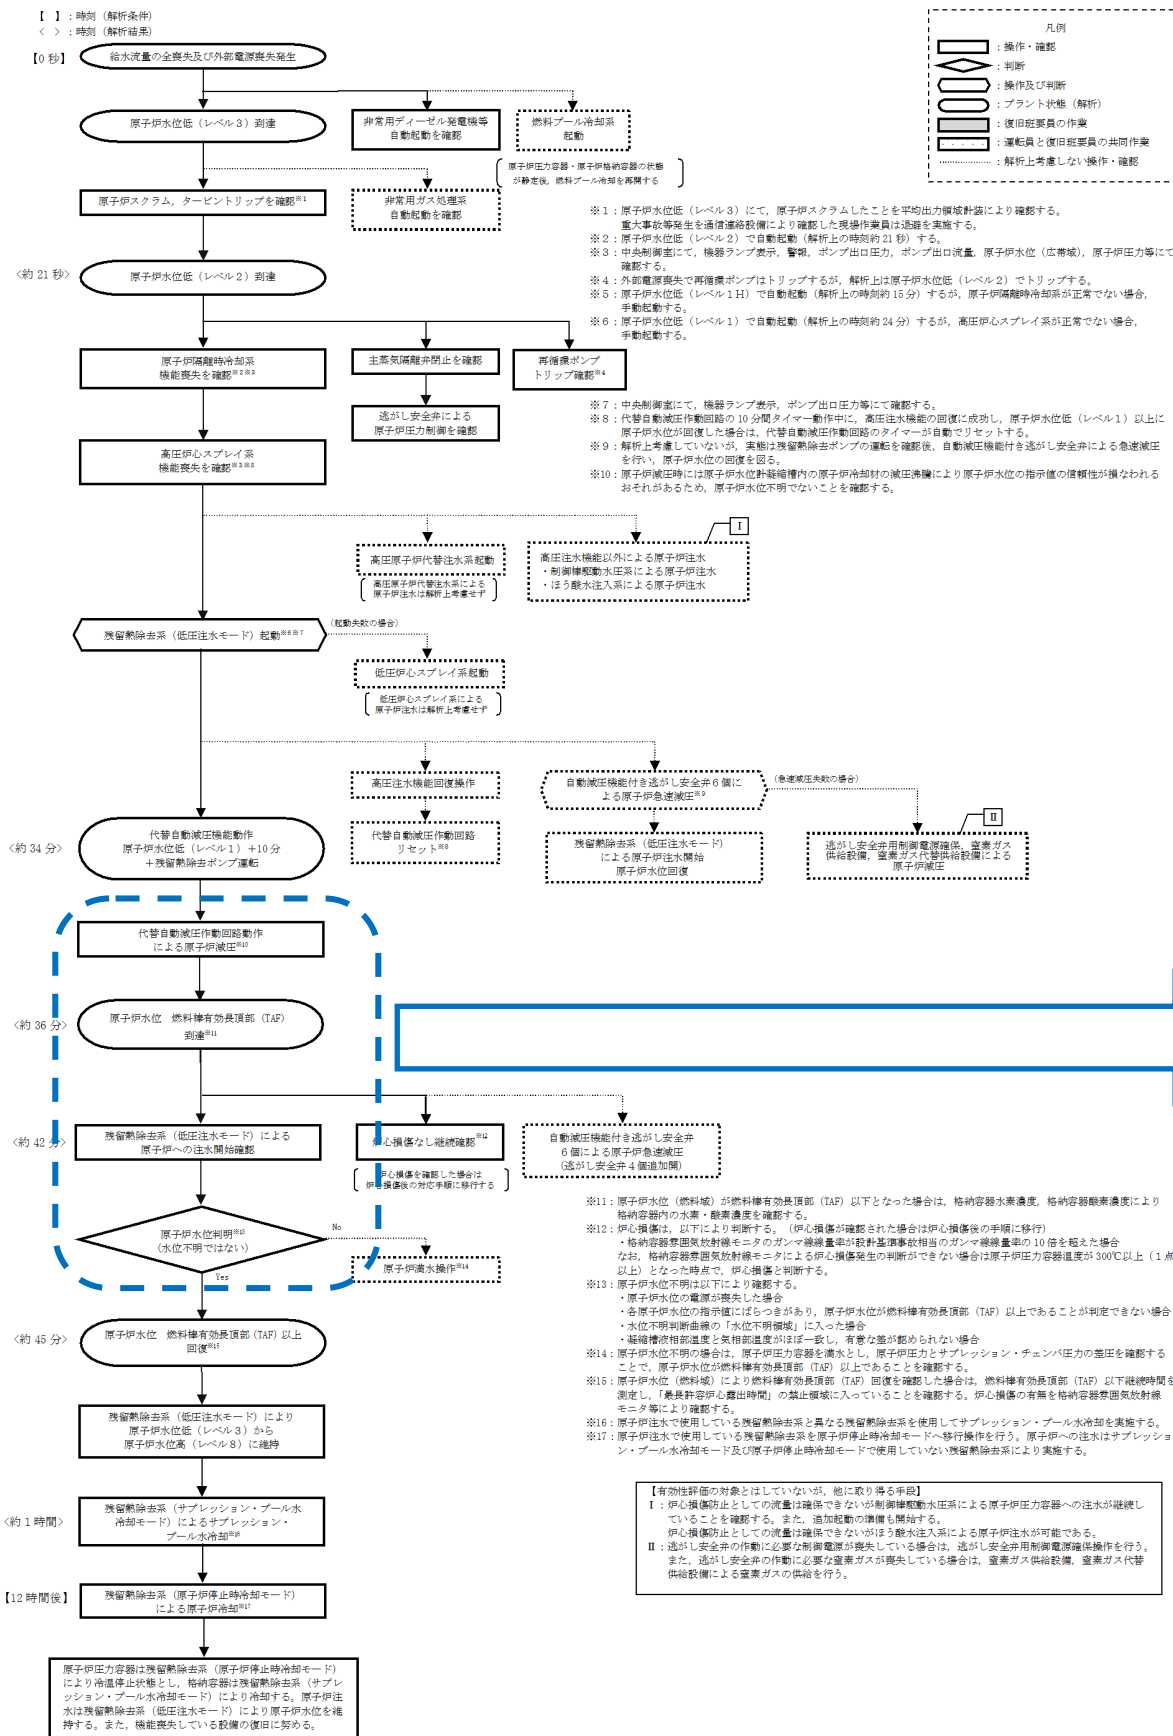 【　】：時刻（解析条件）
＜　＞：時刻（解析結果）
【0 秒】
給水流量の全喪失及び外部電源喪失発生
原子炉水位低（レベル３）到達
非常用ディーゼル発電機等
自動起動を確認
燃料プール冷却系
起動
原子炉圧力容器・原子炉格納容器の状態
が静定後，燃料プール冷却を再開する
原子炉スクラム，タービントリップを確認※１
非常用ガス処理系
自動起動を確認
＜約 21 秒＞
原子炉水位低（レベル２）到達
原子炉隔離時冷却系
機能喪失を確認※２※３
主蒸気隔離弁閉止を確認
再循環ポンプ
トリップ確認※４
逃がし安全弁による
原子炉圧力制御を確認
高圧炉心スプレイ系
機能喪失を確認※３※５
Ⅰ
高圧原子炉代替注水系起動
高圧原子炉代替注水系による
原子炉注水は解析上考慮せず
高圧注水機能以外による原子炉注水
・制御棒駆動水圧系による原子炉注水
・ほう酸水注入系による原子炉注水
残留熱除去系（低圧注水モード）起動※６※７
（起動失敗の場合）
低圧炉心スプレイ系起動
低圧炉心スプレイ系による
原子炉注水は解析上考慮せず
高圧注水機能回復操作
自動減圧機能付き逃がし安全弁６個に
よる原子炉急速減圧※９
（急速減圧失敗の場合）
Ⅱ
＜約 34 分＞
代替自動減圧機能動作
原子炉水位低（レベル１）＋10分
＋残留熱除去ポンプ運転
代替自動減圧作動回路
リセット※８
残留熱除去系（低圧注水モード）
による原子炉注水開始
原子炉水位回復
逃がし安全弁用制御電源確保，窒素ガス
供給設備，窒素ガス代替供給設備による
原子炉減圧
代替自動減圧作動回路動作
による原子炉減圧※10
＜約 36 分＞
原子炉水位　燃料棒有効長頂部（TAF）
到達※11
＜約 42 分＞
残留熱除去系（低圧注水モード）による
原子炉への注水開始確認
炉心損傷なし継続確認※12
炉心損傷を確認した場合は
炉心損傷後の対応手順に移行する
自動減圧機能付き逃がし安全弁
６個による原子炉急速減圧
（逃がし安全弁４個追加開）
原子炉水位判明※13
（水位不明ではない）
No
Yes
原子炉満水操作※14
＜約 45 分＞
原子炉水位　燃料棒有効長頂部（TAF）以上
回復※15
残留熱除去系（低圧注水モード）により
原子炉水位低（レベル３）から
原子炉水位高（レベル８）に維持
＜約１時間＞
残留熱除去系（サプレッション・プール水
冷却モード）によるサプレッション・
プール水冷却※16
【12 時間後】
残留熱除去系（原子炉停止時冷却モード）
による原子炉冷却※17
原子炉圧力容器は残留熱除去系（原子炉停止時冷却モード）
により冷温停止状態とし，格納容器は残留熱除去系（サプレ
ッション・プール水冷却モード）により冷却する。原子炉注
水は残留熱除去系（低圧注水モード）により原子炉水位を維
持する。また，機能喪失している設備の復旧に努める。
凡例
：操作・確認
：判断
：操作及び判断
：プラント状態（解析）
：復旧班要員の作業
：運転員と復旧班要員の共同作業
：解析上考慮しない操作・確認
※１：原子炉水位低（レベル３）にて，原子炉スクラムしたことを平均出力領域計装により確認する。
重大事故等発生を通信連絡設備により確認した現場作業員は退避を実施する。
※２：原子炉水位低（レベル２）で自動起動（解析上の時刻約 21 秒）する。
※３：中央制御室にて，機器ランプ表示，警報，ポンプ出口圧力，ポンプ出口流量，原子炉水位（広帯域），原子炉圧力等にて
確認する。
※４：外部電源喪失で再循環ポンプはトリップするが，解析上は原子炉水位低（レベル２）でトリップする。
※５：原子炉水位低（レベル１Ｈ）で自動起動（解析上の時刻約 15 分）するが，原子炉隔離時冷却系が正常でない場合，
手動起動する。
※６：原子炉水位低（レベル１）で自動起動（解析上の時刻約 24 分）するが，高圧炉心スプレイ系が正常でない場合，
手動起動する。
※７：中央制御室にて，機器ランプ表示，ポンプ出口圧力等にて確認する。
※８：代替自動減圧作動回路の 10 分間タイマー動作中に，高圧注水機能の回復に成功し，原子炉水位低（レベル１）以上に
原子炉水位が回復した場合は，代替自動減圧作動回路のタイマーが自動でリセットする。
※９：解析上考慮していないが，実態は残留熱除去ポンプの運転を確認後，自動減圧機能付き逃がし安全弁による急速減圧
を行い，原子炉水位の回復を図る。
※10：原子炉減圧時には原子炉水位計凝縮槽内の原子炉冷却材の減圧沸騰により原子炉水位の指示値の信頼性が損なわれる
おそれがあるため，原子炉水位不明でないことを確認する。
※11：原子炉水位（燃料域）が燃料棒有効長頂部（TAF）以下となった場合は，格納容器水素濃度，格納容器酸素濃度により
格納容器内の水素・酸素濃度を確認する。
※12：炉心損傷は，以下により判断する。（炉心損傷が確認された場合は炉心損傷後の手順に移行）
・格納容器雰囲気放射線モニタのガンマ線線量率が設計基準事故相当のガンマ線線量率の 10 倍を超えた場合
なお，格納容器雰囲気放射線モニタによる炉心損傷発生の判断ができない場合は原子炉圧力容器温度が 300℃以上（１点
以上）となった時点で，炉心損傷と判断する。
※13：原子炉水位不明は以下により確認する。
・原子炉水位の電源が喪失した場合
・各原子炉水位の指示値にばらつきがあり，原子炉水位が燃料棒有効長頂部（TAF）以上であることが判定できない場合
・水位不明判断曲線の「水位不明領域」に入った場合
・凝縮槽液相部温度と気相部温度がほぼ一致し，有意な差が認められない場合
※14：原子炉水位不明の場合は，原子炉圧力容器を満水とし，原子炉圧力とサプレッション・チェンバ圧力の差圧を確認する
ことで，原子炉水位が燃料棒有効長頂部（TAF）以上であることを確認する。
※15：原子炉水位（燃料域）により燃料棒有効長頂部（TAF）回復を確認した場合は，燃料棒有効長頂部（TAF）以下継続時間を
測定し，「最長許容炉心露出時間」の禁止領域に入っていることを確認する。炉心損傷の有無を格納容器雰囲気放射線
モニタ等により確認する。
※16：原子炉注水で使用している残留熱除去系と異なる残留熱除去系を使用してサプレッション・プール水冷却を実施する。
※17：原子炉注水で使用している残留熱除去系を原子炉停止時冷却モードへ移行操作を行う。原子炉への注水はサプレッショ
ン・プール水冷却モード及び原子炉停止時冷却モードで使用していない残留熱除去系により実施する。
【有効性評価の対象とはしていないが，他に取り得る手段】
Ⅰ：炉心損傷防止としての流量は確保できないが制御棒駆動水圧系による原子炉圧力容器への注水が継続し
ていることを確認する。また，追加起動の準備も開始する。
炉心損傷防止としての流量は確保できないがほう酸水注入系による原子炉注水が可能である。
Ⅱ：逃がし安全弁の作動に必要な制御電源が喪失している場合は，逃がし安全弁用制御電源確保操作を行う。
また，逃がし安全弁の作動に必要な窒素ガスが喪失している場合は，窒素ガス供給設備，窒素ガス代替
供給設備による窒素ガスの供給を行う。